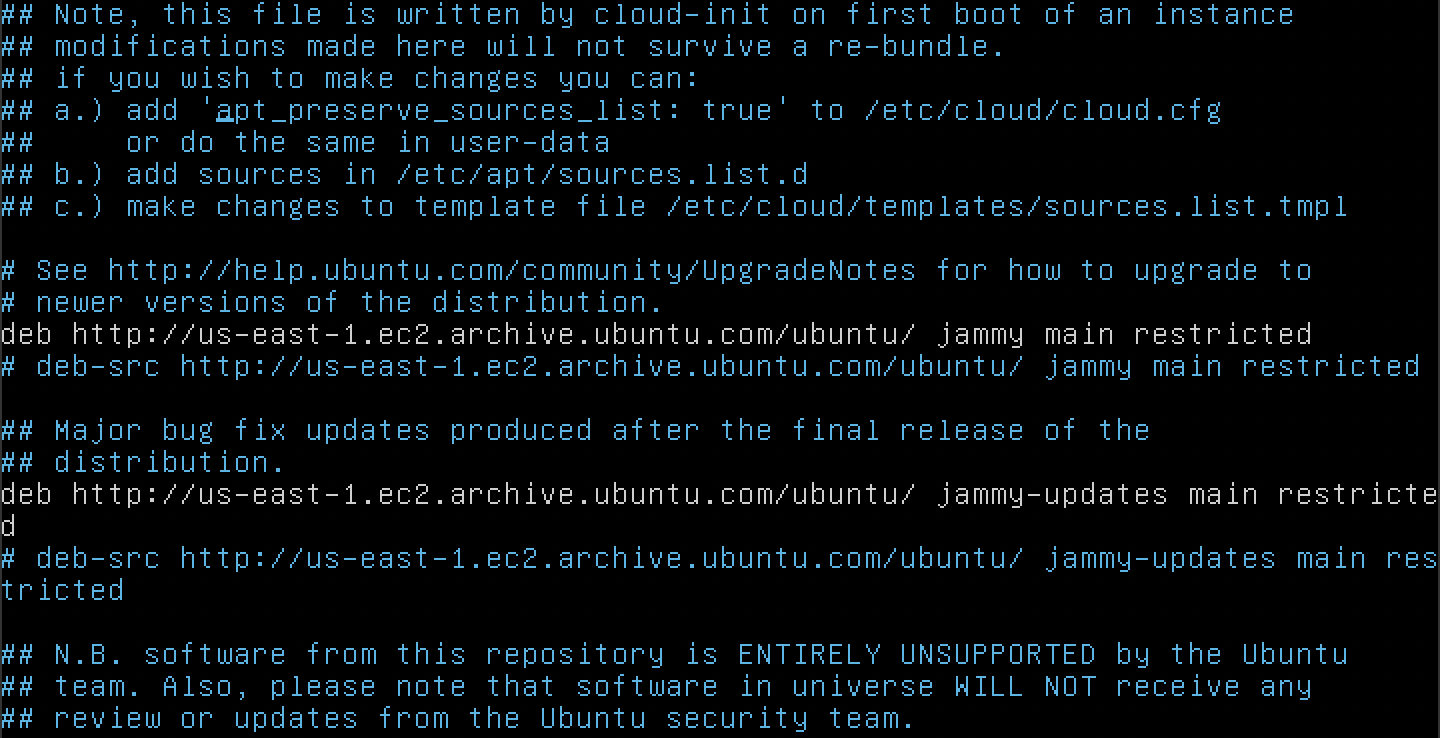 ## Note, this file is written by cloud-init on first boot of an instance
## modifications made here will not survive a re-bundle.
## if you wish to make changes you can:
## a.) add 'apt_preserve_sources_list: true' to /etc/cloud/cloud.cfg
##     or do the same in user-data
## b.) add sources in /etc/apt/sources.list.d
## c.) make changes to template file /etc/cloud/templates/sources.list.tmpl

# See http://help.ubuntu.com/community/UpgradeNotes for how to upgrade to
# newer versions of the distribution.
deb http://us-east-1.ec2.archive.ubuntu.com/ubuntu/ jammy main restricted
# deb-src http://us-east-1.ec2.archive.ubuntu.com/ubuntu/ jammy main restricted

## Major bug fix updates produced after the final release of the
## distribution.
deb http://us-east-1.ec2.archive.ubuntu.com/ubuntu/ jammy-updates main restricte
d
# deb-src http://us-east-1.ec2.archive.ubuntu.com/ubuntu/ jammy-updates main res
tricted

## N.B. software from this repository is ENTIRELY UNSUPPORTED by the Ubuntu
## team. Also, please note that software in universe WILL NOT receive any
## review or updates from the Ubuntu security team.